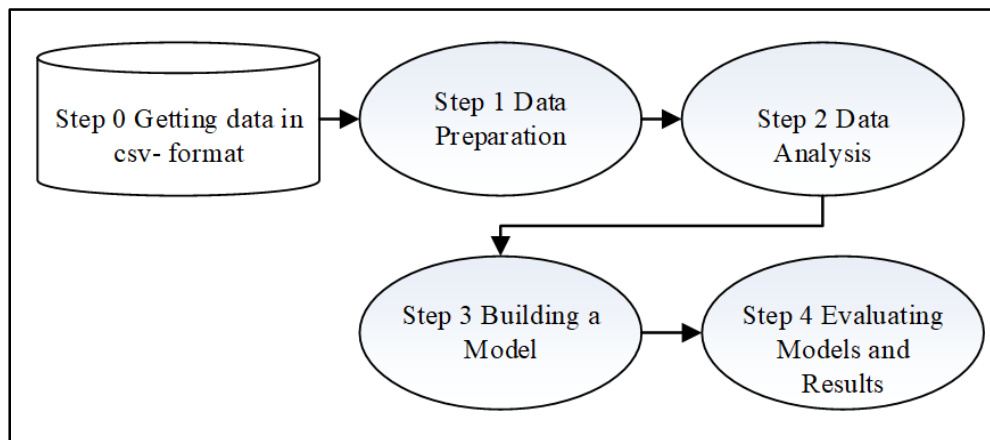 Step 0 Getting data in
csv- format
Step 1 Data
Preparation
Step 2 Data
Analysis
Step 3 Building a
Model
Step 4 Evaluating
Models and
Results